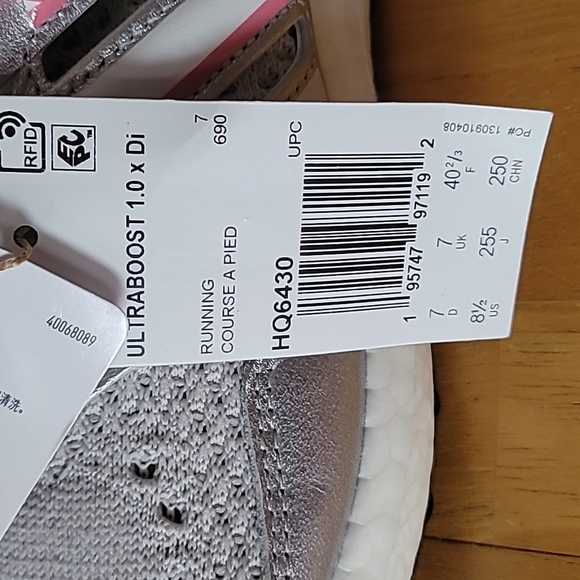 RFID
EPC™
ULTRABOOST 1.0 x Di
RUNNING
COURSE A PIED
7
690
HQ6430
UPC
1 95747 97119 2
7 D
7 UK
40 2/3 F
8½ US
255 J
250 CHN
PC# 130910408
40068089
清洗。